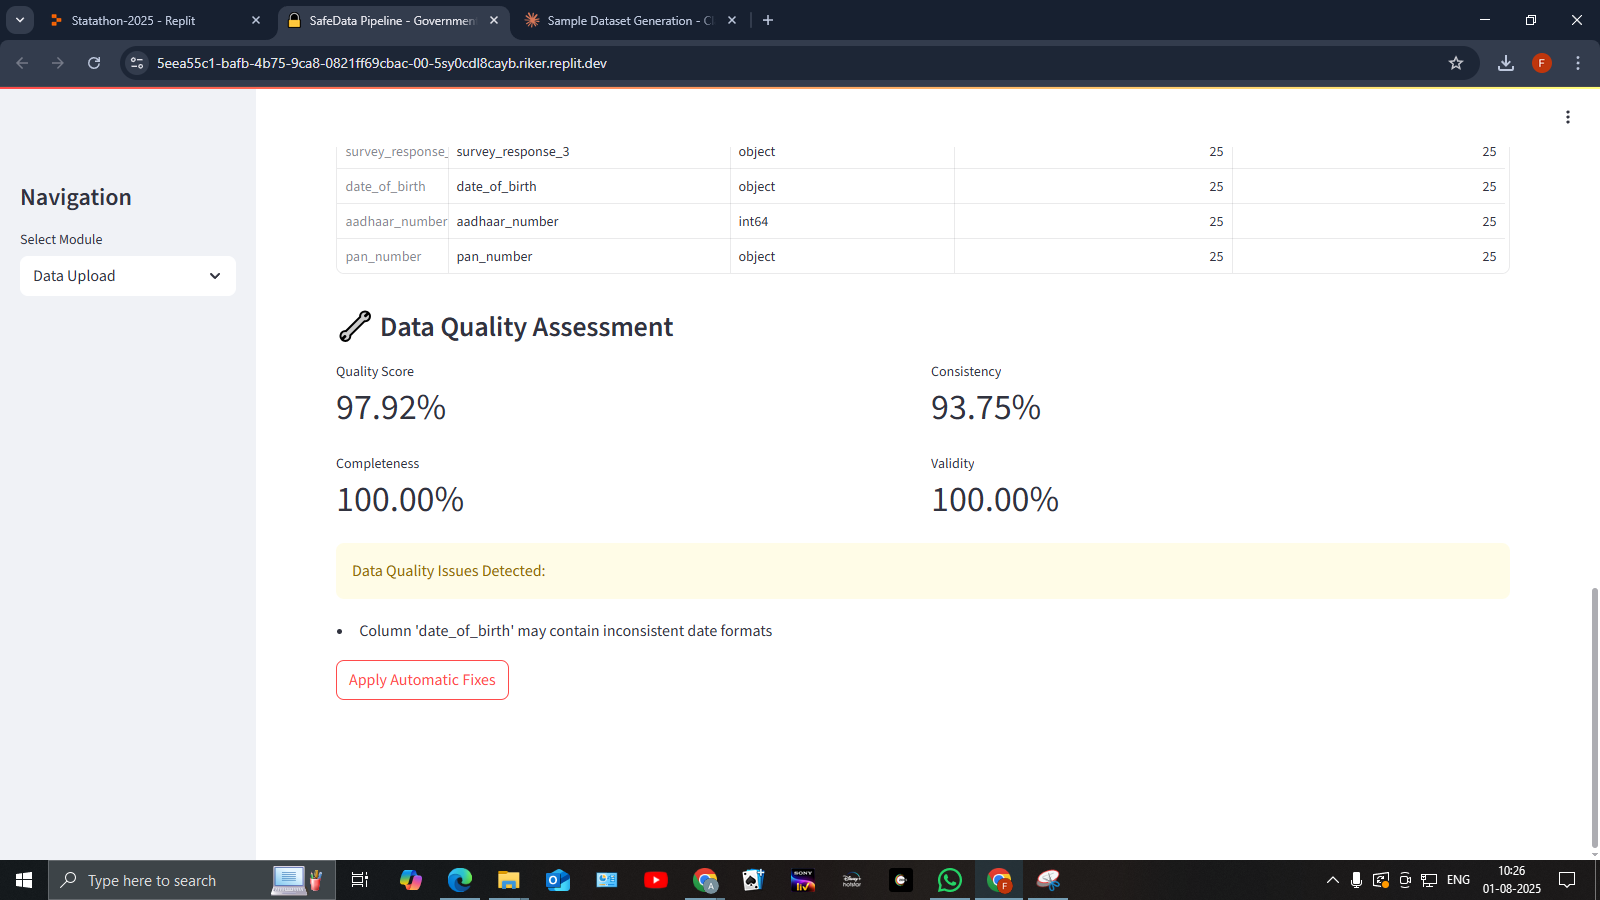 Statathon-2025 - Replit
SafeData Pipeline - Governmen
Sample Dataset Generation - Cl
5eea55c1-bafb-4b75-9ca8-0821ff69cbac-00-5sy0cdl8cayb.riker.replit.dev
F
Navigation
Select Module
Data Upload
survey_response_ survey_response_3 object 25 25
date_of_birth date_of_birth object 25 25
aadhaar_number aadhaar_number int64 25 25
pan_number pan_number object 25 25
Data Quality Assessment
Quality Score
97.92%
Consistency
93.75%
Completeness
100.00%
Validity
100.00%
Data Quality Issues Detected:
• Column 'date_of_birth' may contain inconsistent date formats
Apply Automatic Fixes
Type here to search
A
SONY
liv
hotstar
F
ENG
10:26
01-08-2025